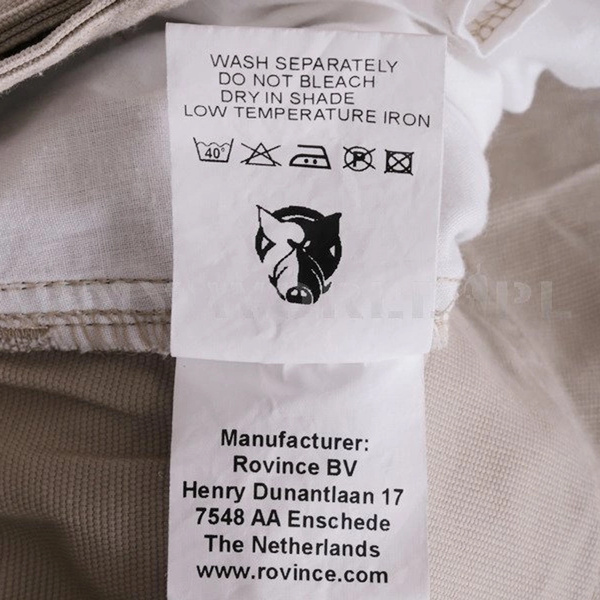 WASH SEPARATELY
DO NOT BLEACH
DRY IN SHADE
LOW TEMPERATURE IRON
40°
P
Manufacturer:
Rovince BV
Henry Dunantlaan 17
7548 AA Enschede
The Netherlands
www.rovince.com